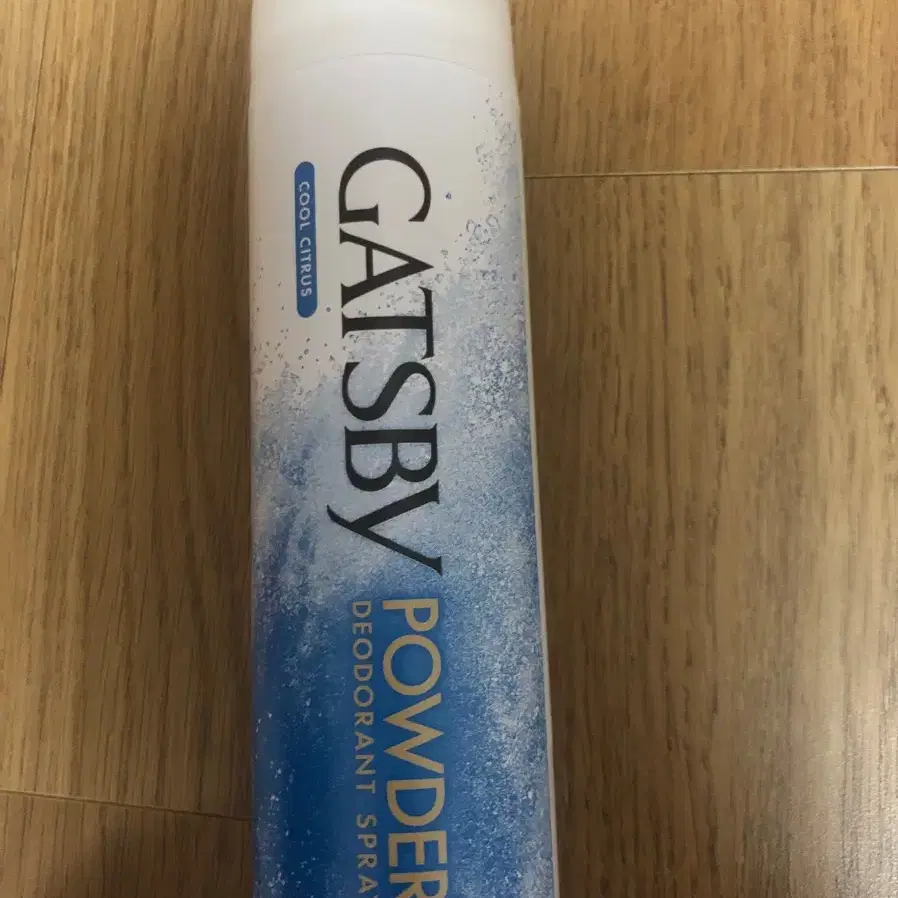 COOL CITRUS
GATSBY
POWDER
DEODORANT SPRA